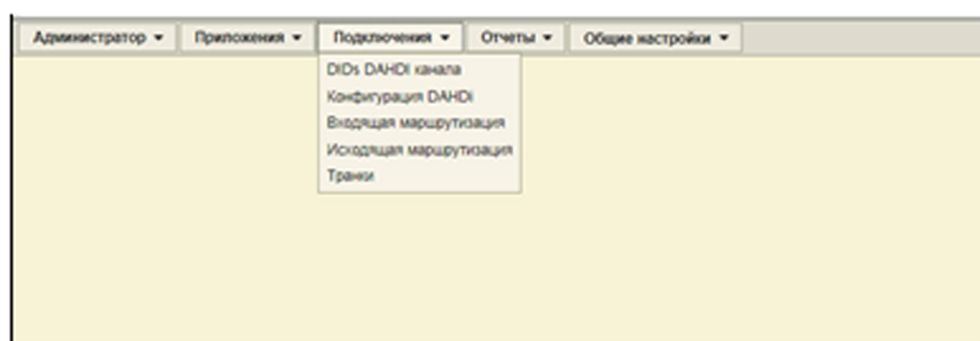 Администратор Приложения Подключения Отчеты Общие настройки
DIDs DAHDI канала
Конфигурация DAHDi
Входящая маршрутизация
Исходящая маршрутизация
Транки